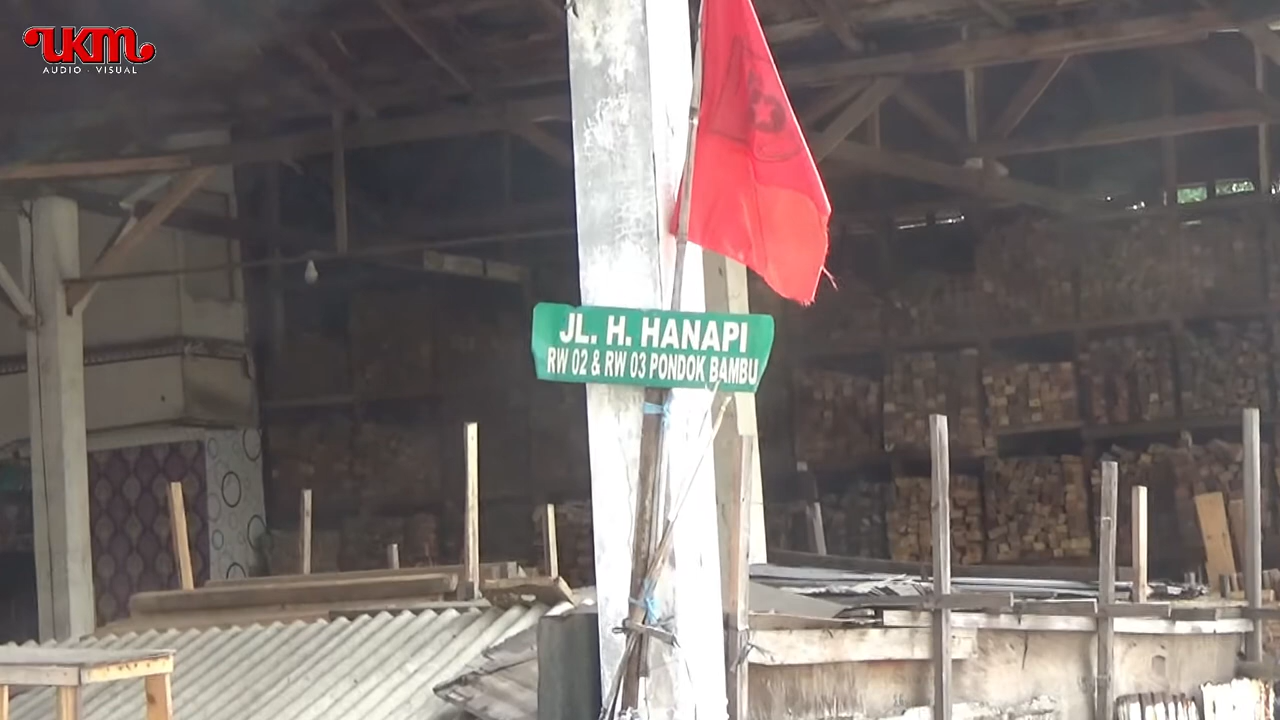 UKM
AUDIO - VISUAL
JL. H. HANAPI
RW 02 & RW 03 PONDOK BAMBU